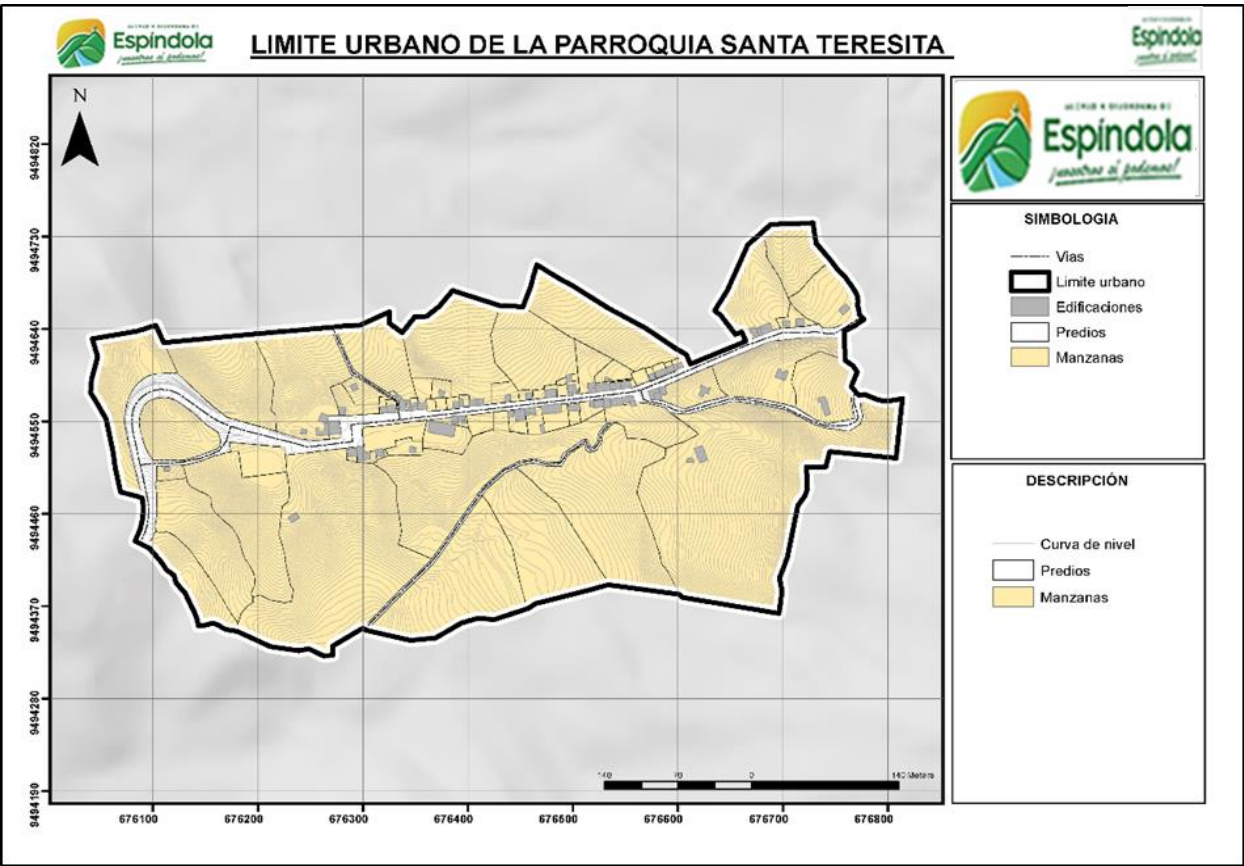 Espíndola
¡nosotros sí podemos!
LIMITE URBANO DE LA PARROQUIA SANTA TERESITA
Espíndola
N
9494820
9494730
9494640
9494550
9494460
9494370
9494280
9494190
676100
676200
676300
676400
676500
676600
676700
676800
140
70
0
140 Meters
Espíndola
¡nosotros sí podemos!
SIMBOLOGIA
Vias
Limite urbano
Edificaciones
Predios
Manzanas
DESCRIPCIÓN
Curva de nivel
Predios
Manzanas